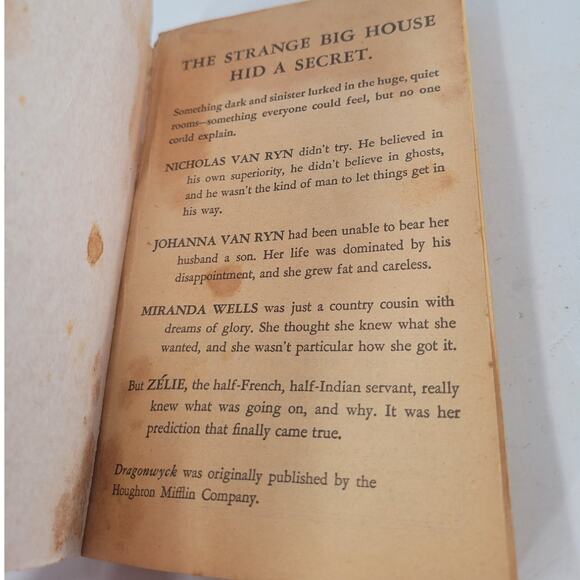 THE STRANGE BIG HOUSE
HID A SECRET.
Something dark and sinister lurked in the huge, quiet
rooms—something everyone could feel, but no one
could explain.
NICHOLAS VAN RYN didn't try. He believed in
his own superiority, he didn't believe in ghosts,
and he wasn't the kind of man to let things get in
his way.
JOHANNA VAN RYN had been unable to bear her
husband a son. Her life was dominated by his
disappointment, and she grew fat and careless.
MIRANDA WELLS was just a country cousin with
dreams of glory. She thought she knew what she
wanted, and she wasn't particular how she got it.
But ZÉLIE, the half-French, half-Indian servant, really
knew what was going on, and why. It was her
prediction that finally came true.
Dragonwyck was originally published by the
Houghron Mifflin Company.